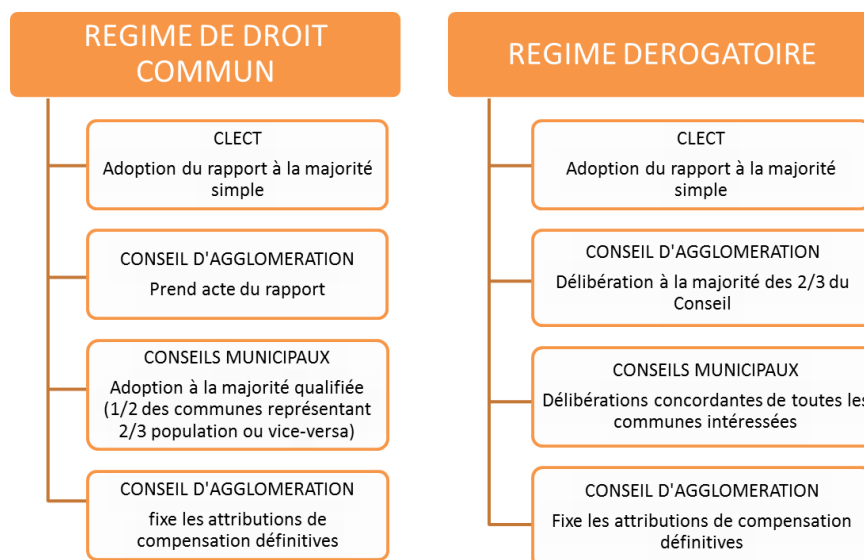 REGIME DE DROIT
COMMUN
CLECT
Adoption du rapport à la majorité
simple
CONSEIL D'AGGLOMERATION
Prend acte du rapport
CONSEILS MUNICIPAUX
Adoption à la majorité qualifiée
(1/2 des communes représentant
2/3 population ou vice-versa)
CONSEIL D'AGGLOMERATION
fixe les attributions de
compensation définitives
REGIME DEROGATOIRE
CLECT
Adoption du rapport à la majorité
simple
CONSEIL D'AGGLOMERATION
Délibération à la majorité des 2/3 du
Conseil
CONSEILS MUNICIPAUX
Délibérations concordantes de toutes les
communes intéressées
CONSEIL D'AGGLOMERATION
Fixe les attributions de compensation
définitives